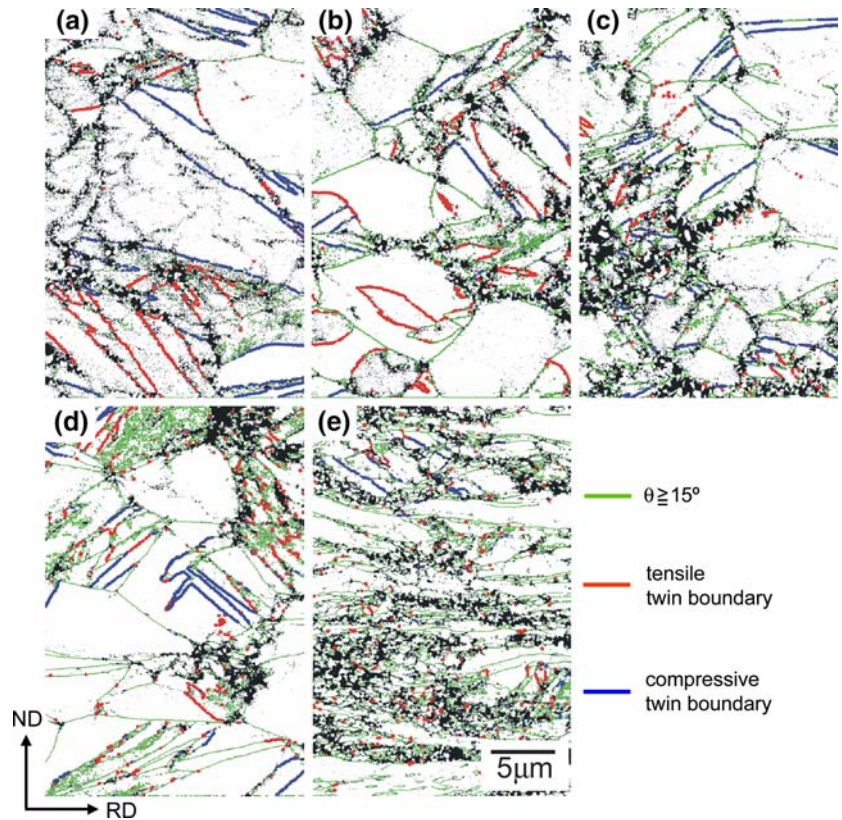 (a)
(b)
(c)
(d)
(e)
θ≧15º
tensile
twin boundary
compressive
twin boundary
ND
RD
5μm